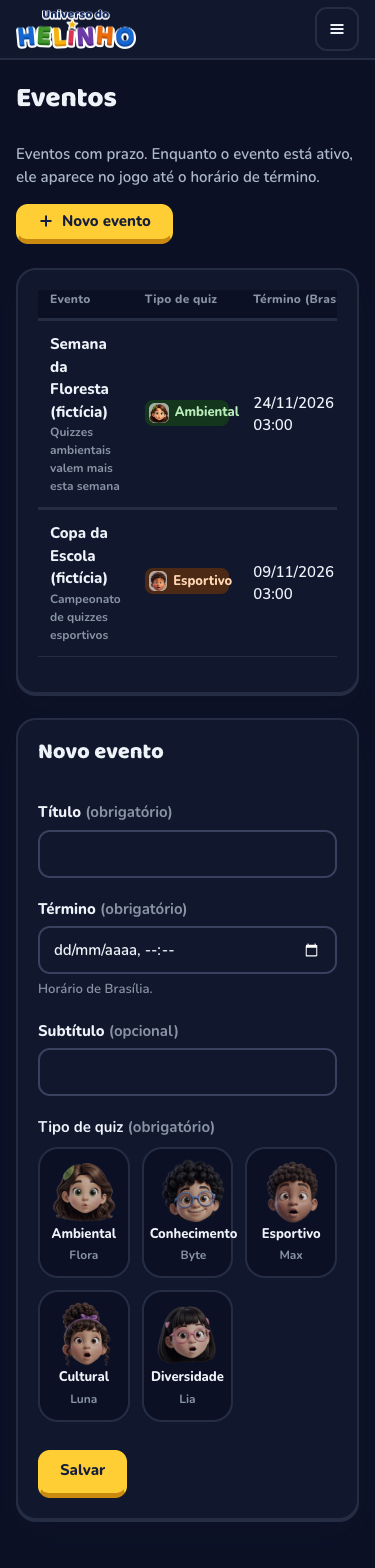 Universo do
HELINHO
Eventos
Eventos com prazo. Enquanto o evento está ativo,
ele aparece no jogo até o horário de término.
+ Novo evento
Evento Tipo de quiz Término (Bras
Semana
da
Floresta
(fictícia)
Quizzes
ambientais
valem mais
esta semana
Ambiental
24/11/2026
03:00
Copa da
Escola
(fictícia)
Campeonato
de quizzes
esportivos
Esportivo
09/11/2026
03:00
Novo evento
Título (obrigatório)
Término (obrigatório)
dd/mm/aaaa, --:--
Horário de Brasília.
Subtítulo (opcional)
Tipo de quiz (obrigatório)
Ambiental Conhecimento Esportivo
Flora Byte Max
Cultural Diversidade
Luna Lia
Salvar